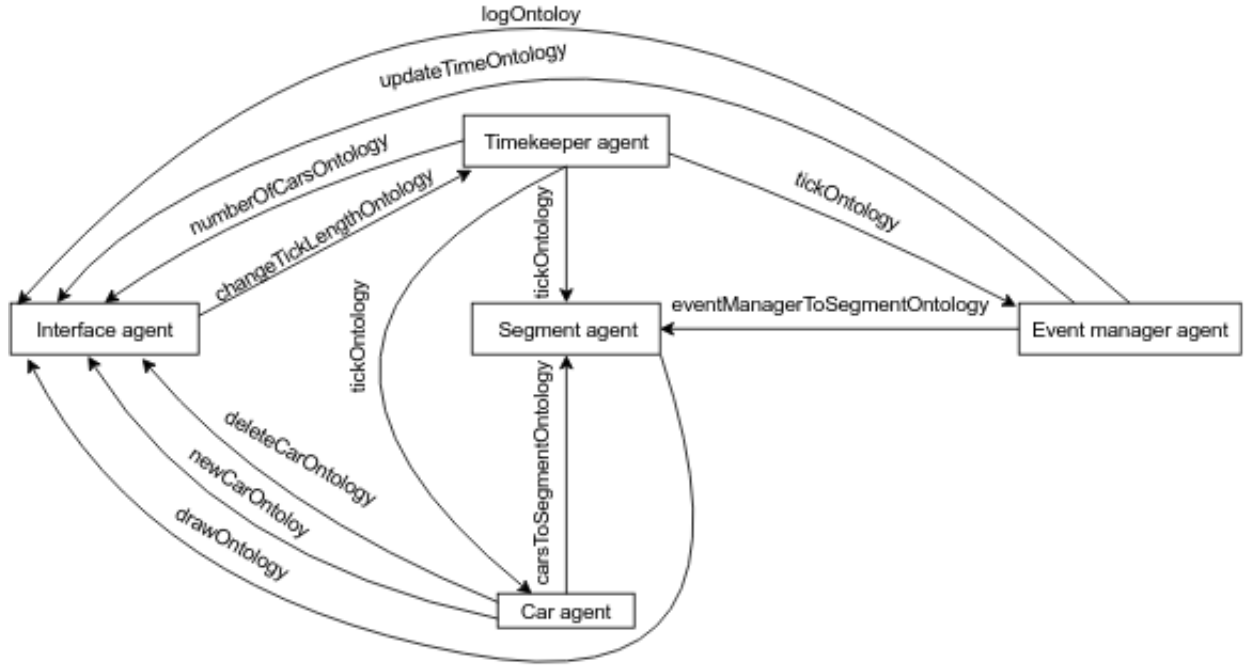 logOntoloy
updateTimeOntology
Timekeeper agent
numberOfCarsOntology
changeTickLengthOntology
tickOntology
tickOntology
Interface agent
Segment agent
eventManagerToSegmentOntology
Event manager agent
tickOntology
deleteCarOntology
newCarOntoloy
drawOntology
carsToSegmentOntology
Car agent